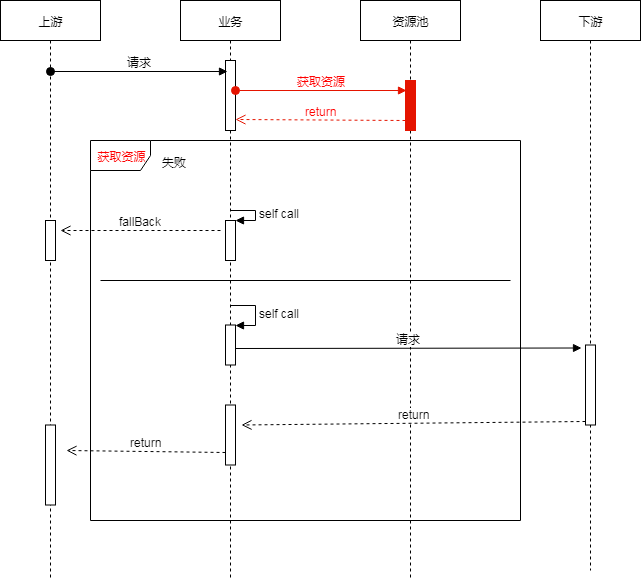 上游
业务
资源池
下游
请求
获取资源
return
获取资源
失败
self call
fallBack
self call
请求
return
return